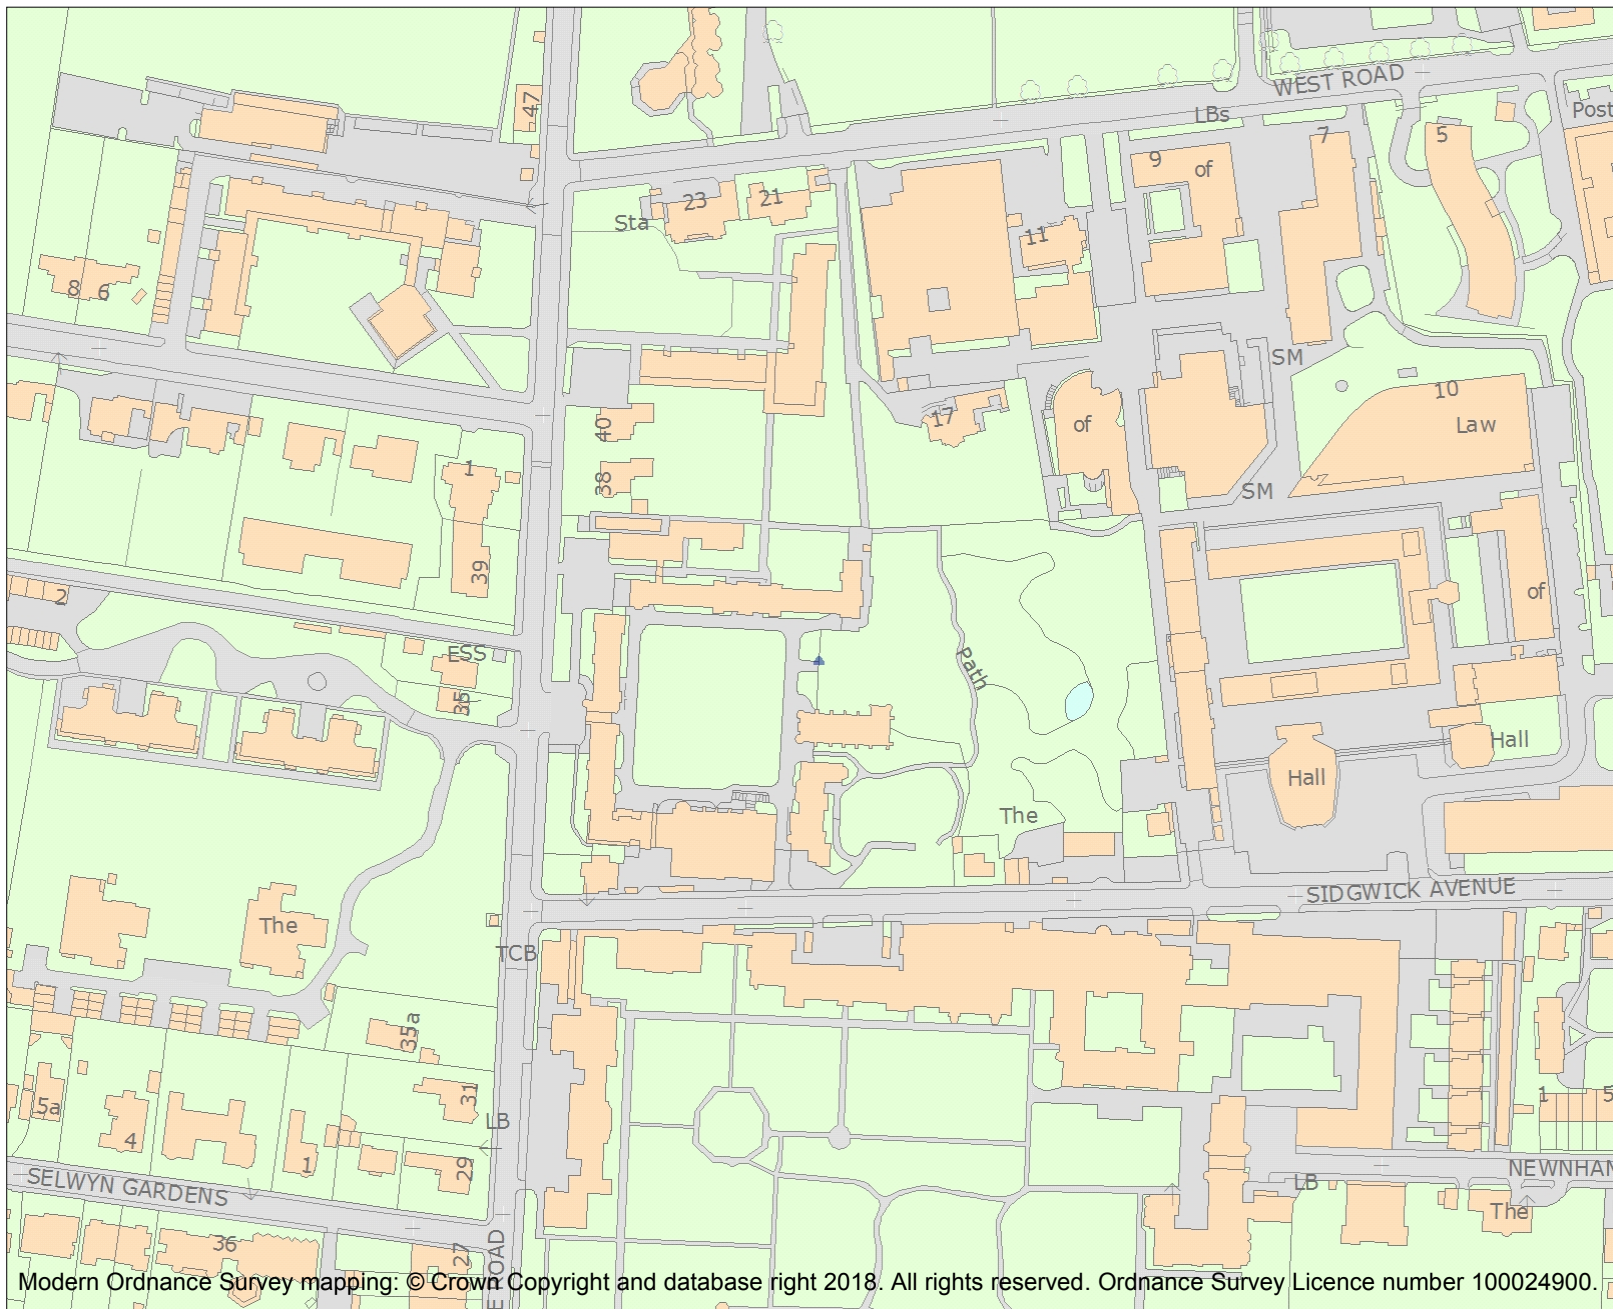 WEST ROAD
47
LBs
Post
7
5
9
of
23
21
Sta
11
8
6
SM
10
Law
40
17
of
1
38
SM
39
2
of
ESS
Path
35
Hall
Hall
The
SIDGWICK AVENUE
The
TCB
35a
31
5a
LB
4
1
29
1
5
NEWNHAM
SELWYN GARDENS
LB
The
36
27
E ROAD
Modern Ordnance Survey mapping: © Crown Copyright and database right 2018. All rights reserved. Ordnance Survey Licence number 100024900.